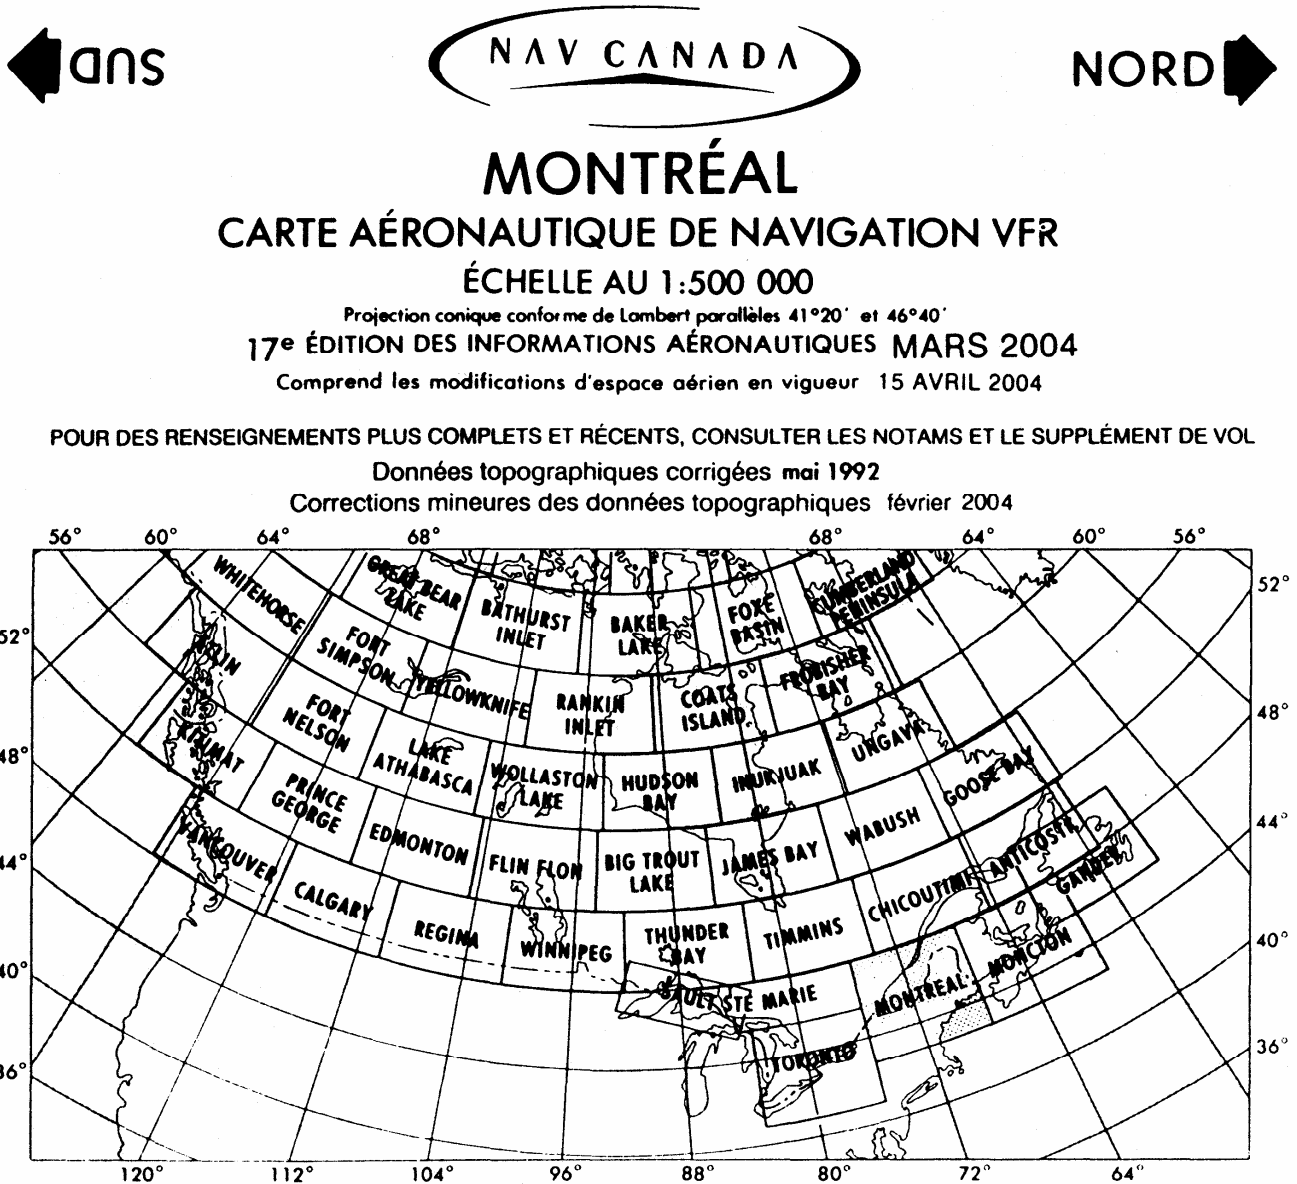 SUD
NAV CANADA
NORD
MONTRÉAL
CARTE AÉRONAUTIQUE DE NAVIGATION VFR
ÉCHELLE AU 1:500 000
Projection conique conforme de Lambert parallèles 41°20' et 46°40'
17e ÉDITION DES INFORMATIONS AÉRONAUTIQUES MARS 2004
Comprend les modifications d'espace aérien en vigueur 15 AVRIL 2004
POUR DES RENSEIGNEMENTS PLUS COMPLETS ET RÉCENTS, CONSULTER LES NOTAMS ET LE SUPPLÉMENT DE VOL
Données topographiques corrigées mai 1992
Corrections mineures des données topographiques février 2004
56° 60° 64° 68° 68° 64° 60° 56°
52°
48°
44°
40°
36°
52°
48°
44°
40°
36°
WHITEHORSE
GREAT BEAR
LAKE
BATHURST
INLET
BAKER
LAKE
FOXE
BASIN
CUMBERLAND
PENINSULA
ATLIN
FORT
SIMPSON
YELLOWKNIFE
RANKIN
INLET
COATS
ISLAND
FROBISHER
BAY
KITIMAT
FORT
NELSON
LAKE
ATHABASCA
WOLLASTON
LAKE
HUDSON
BAY
INUKJUAK
UNGAVA
VANCOUVER
PRINCE
GEORGE
EDMONTON
FLIN FLON
BIG TROUT
LAKE
JAMES BAY
WABUSH
GOOSE BAY
CALGARY
REGINA
WINNIPEG
THUNDER
BAY
TIMMINS
CHICOUTIMI
ANTICOSTI
GANDER
SAULT STE MARIE
MONTREAL
MONCTON
TORONTO
120° 112° 104° 96° 88° 80° 72° 64°